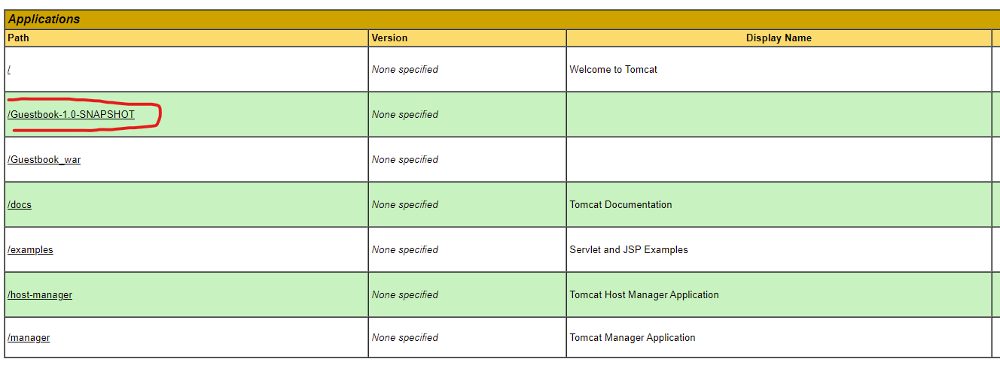 Applications
Path Version Display Name
/ None specified Welcome to Tomcat
/Guestbook-1.0-SNAPSHOT None specified
/Guestbook_war None specified
/docs None specified Tomcat Documentation
/examples None specified Servlet and JSP Examples
/host-manager None specified Tomcat Host Manager Application
/manager None specified Tomcat Manager Application